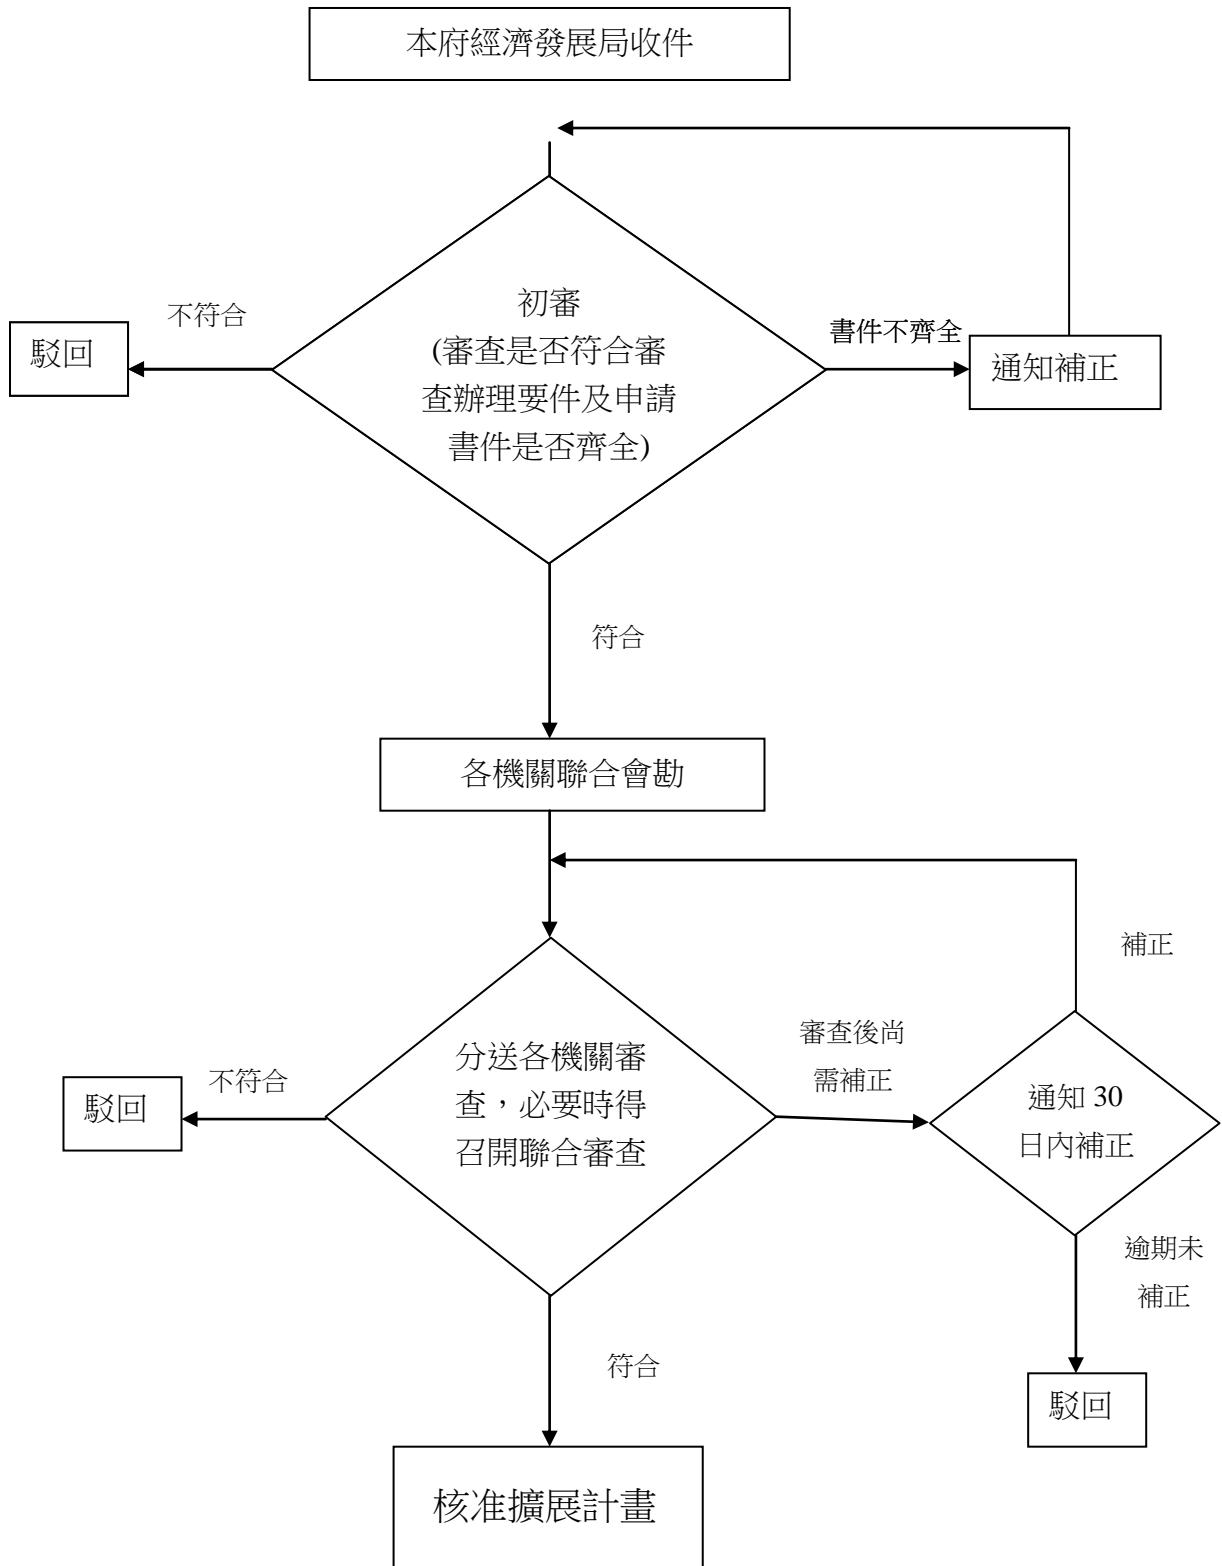 本府經濟發展局收件
不符合
駁回
初審
(審查是否符合審
查辦理要件及申請
書件是否齊全)
書件不齊全
通知補正
符合
各機關聯合會勘
補正
不符合
駁回
分送各機關審
查，必要時得
召開聯合審查
審查後尚
需補正
通知 30
日內補正
逾期未
補正
符合
駁回
核准擴展計畫